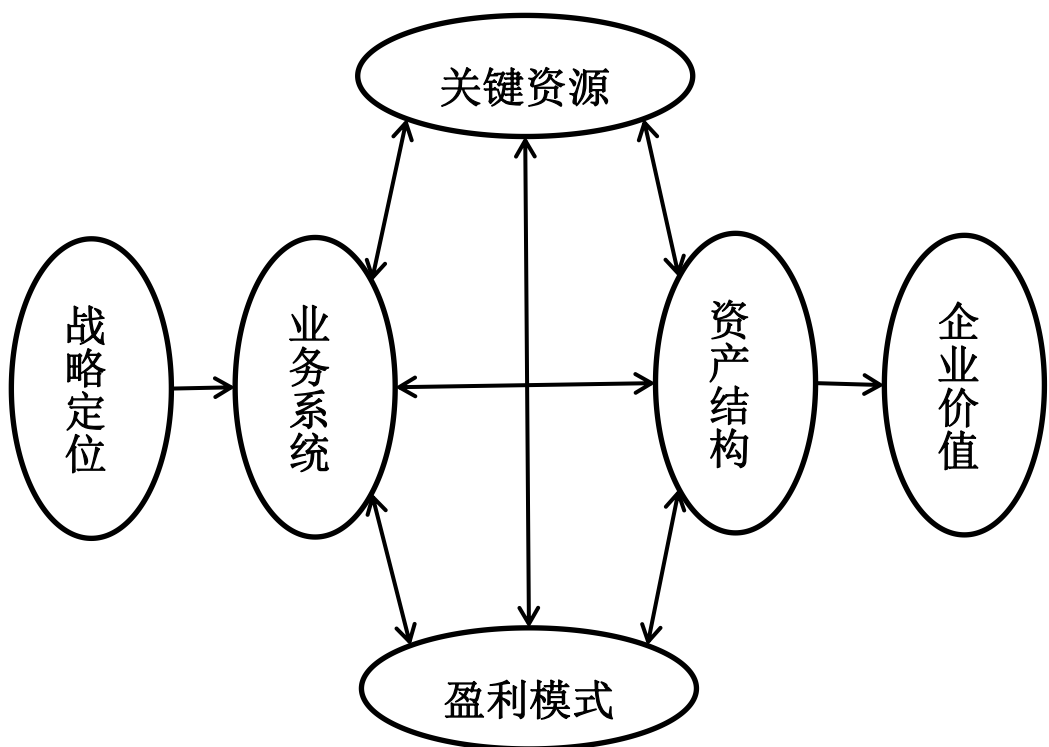 关键资源
战略定位
业务系统
资产结构
企业价值
盈利模式